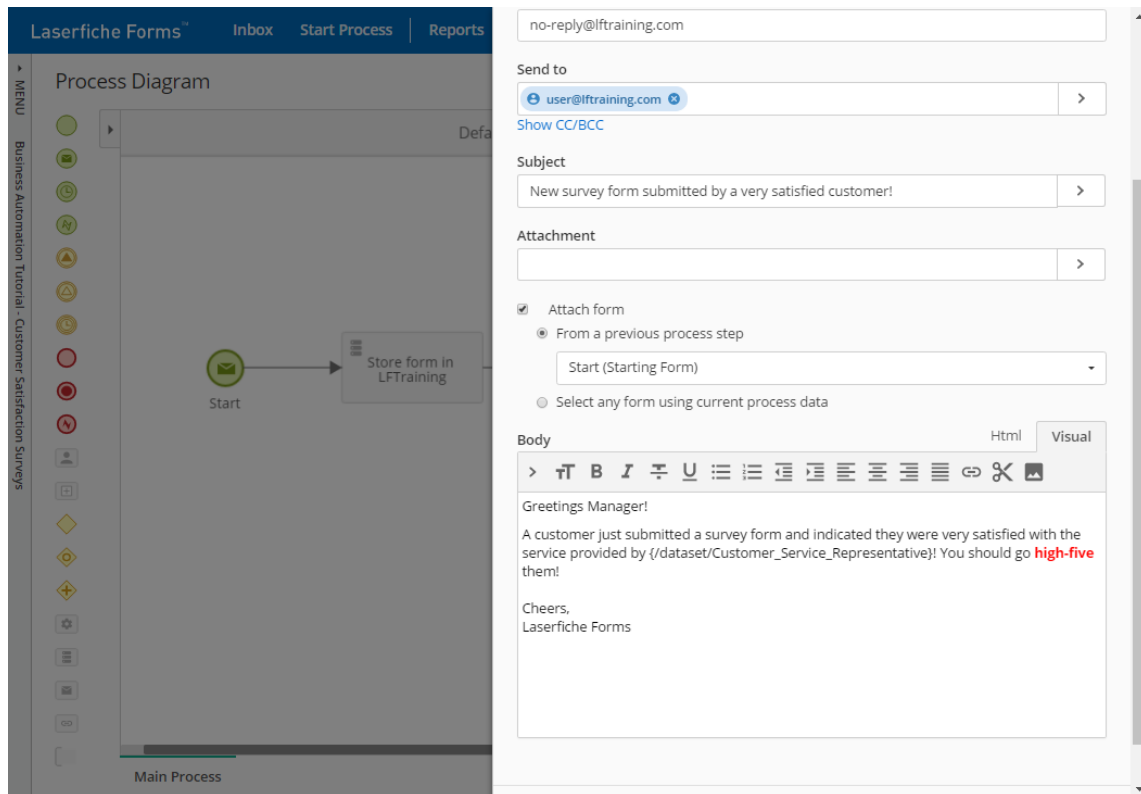 Laserfiche Forms™
Inbox
Start Process
Reports
MENU
Business Automation Tutorial - Customer Satisfaction Surveys
Process Diagram
Defa
Start
Store form in
LFTraining
Main Process
no-reply@lftraining.com
Send to
user@lftraining.com
Show CC/BCC
Subject
New survey form submitted by a very satisfied customer!
Attachment
Attach form
From a previous process step
Start (Starting Form)
Select any form using current process data
Body
Html
Visual
Greetings Manager!
A customer just submitted a survey form and indicated they were very satisfied with the
service provided by {/dataset/Customer_Service_Representative}! You should go high-five
them!
Cheers,
Laserfiche Forms